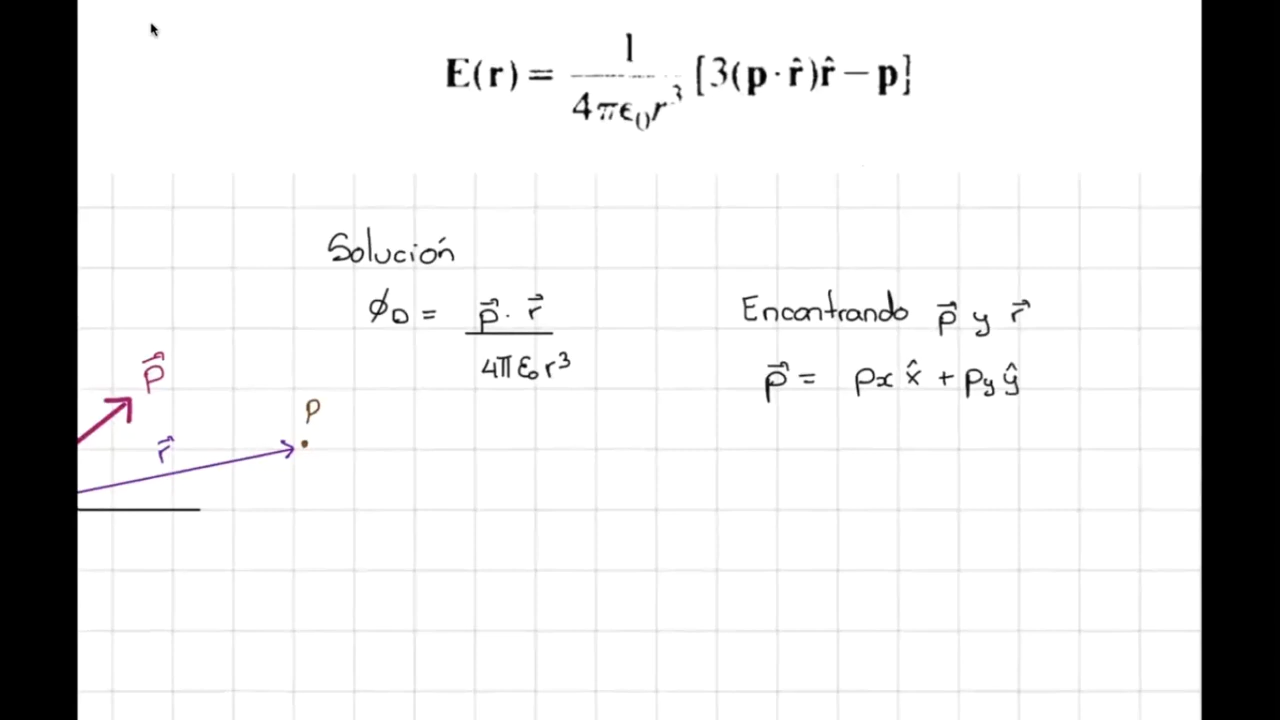 E(r) = 1/4πϵ₀r³ [3(p · r̂)r̂ − p]
Solución
ϕ_D = p⃗ · r⃗ / 4πε₀r³
Encontrando p⃗ y r⃗
p⃗ = px x̂ + py ŷ
p⃗
P
r⃗